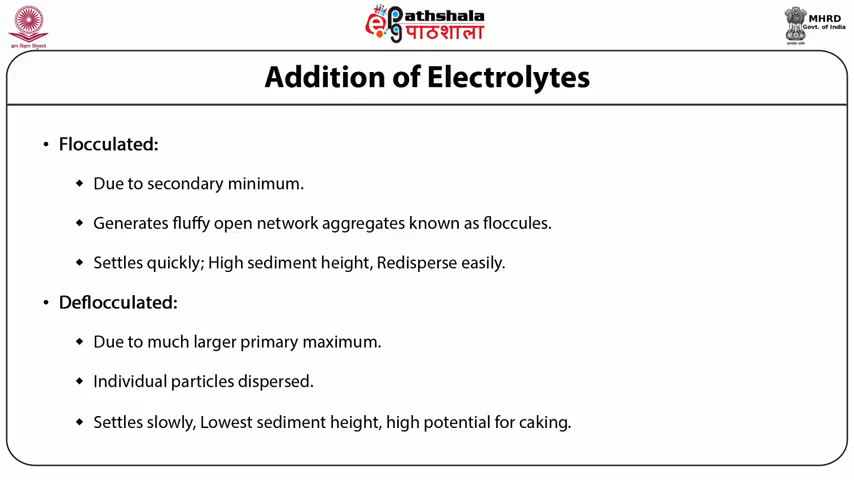 Pathshala
पाठशाला
MHRD
Govt. of India
Addition of Electrolytes
• Flocculated:
◆ Due to secondary minimum.
◆ Generates fluffy open network aggregates known as floccules.
◆ Settles quickly; High sediment height, Redisperse easily.
• Deflocculated:
◆ Due to much larger primary maximum.
◆ Individual particles dispersed.
◆ Settles slowly, Lowest sediment height, high potential for caking.